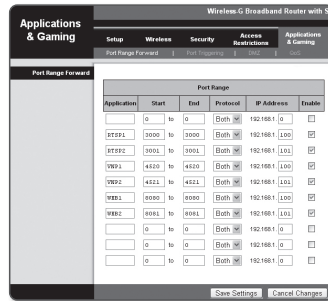 Wireless-G Broadband Router with S
Applications & Gaming
Setup Wireless Security Access Restrictions Applications & Gaming
Port Range Forward | Port Triggering | DMZ | QoS
Port Range Forward
Port Range
Application Start End Protocol IP Address Enable
0 to 0 Both 192.168.1. 0
RTSP1 3000 to 3000 Both 192.168.1. 100
RTSP2 3001 to 3001 Both 192.168.1. 101
VNP1 4520 to 4520 Both 192.168.1. 100
VNP2 4521 to 4521 Both 192.168.1. 101
WEB1 8080 to 8080 Both 192.168.1. 100
WEB2 8081 to 8081 Both 192.168.1. 101
0 to 0 Both 192.168.1. 0
0 to 0 Both 192.168.1. 0
0 to 0 Both 192.168.1. 0
Save Settings Cancel Changes